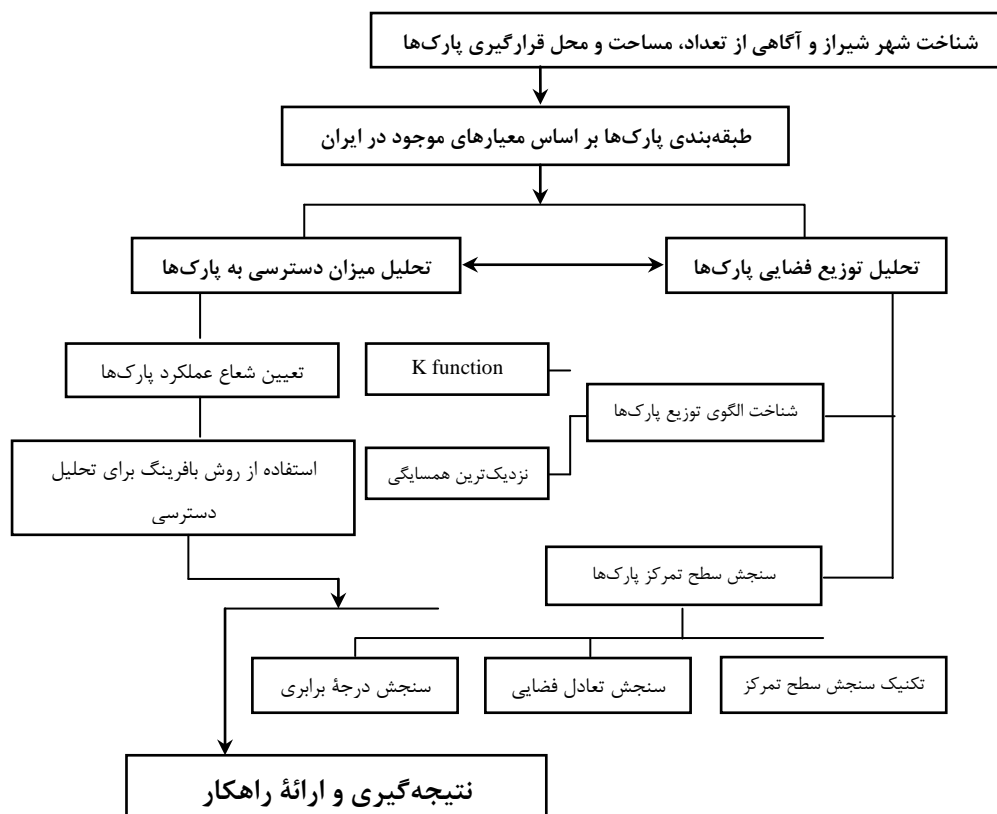 شناخت شهر شیراز و آگاهی از تعداد، مساحت و محل قرارگیری پارک‌ها
طبقه‌بندی پارک‌ها بر اساس معیارهای موجود در ایران
تحلیل توزیع فضایی پارک‌ها
تحلیل میزان دسترسی به پارک‌ها
K function
تعیین شعاع عملکرد پارک‌ها
شناخت الگوی توزیع پارک‌ها
نزدیک‌ترین همسایگی
استفاده از روش بافرینگ برای تحلیل
دسترسی
سنجش سطح تمرکز پارک‌ها
تکنیک سنجش سطح تمرکز
سنجش تعادل فضایی
سنجش درجۀ برابری
نتیجه‌گیری و ارائۀ راهکار